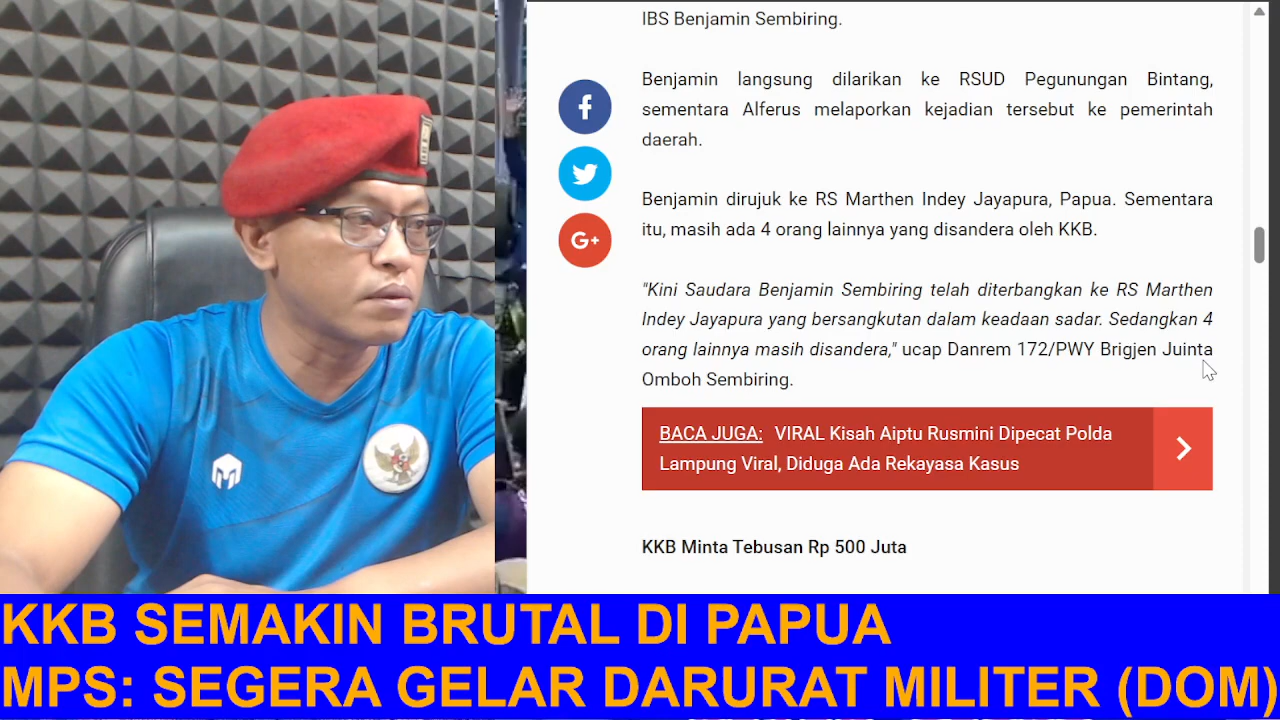 IBS Benjamin Sembiring.
Benjamin langsung dilarikan ke RSUD Pegunungan Bintang,
sementara Alferus melaporkan kejadian tersebut ke pemerintah
daerah.
Benjamin dirujuk ke RS Marthen Indey Jayapura, Papua. Sementara
itu, masih ada 4 orang lainnya yang disandera oleh KKB.
"Kini Saudara Benjamin Sembiring telah diterbangkan ke RS Marthen
Indey Jayapura yang bersangkutan dalam keadaan sadar. Sedangkan 4
orang lainnya masih disandera," ucap Danrem 172/PWY Brigjen Juinta
Omboh Sembiring.
BACA JUGA: VIRAL Kisah Aiptu Rusmini Dipecat Polda
Lampung Viral, Diduga Ada Rekayasa Kasus
KKB Minta Tebusan Rp 500 Juta
f
G+
KKB SEMAKIN BRUTAL DI PAPUA
MPS: SEGERA GELAR DARURAT MILITER (DOM)